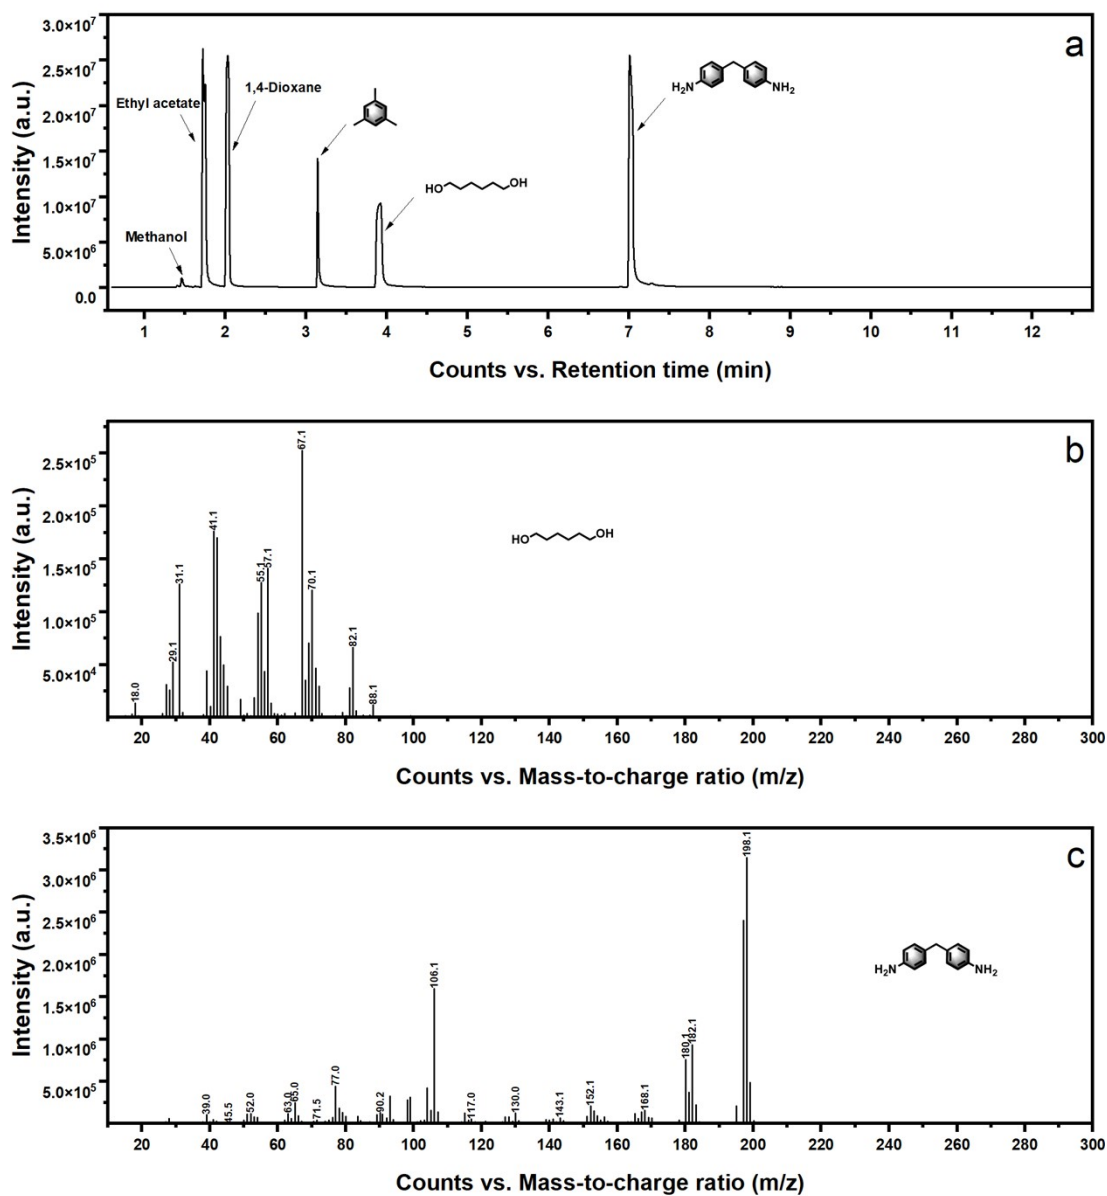 a
3.0×10⁷
2.5×10⁷
2.0×10⁷
1.5×10⁷
1.0×10⁷
5.0×10⁶
0.0
Intensity (a.u.)
Ethyl acetate
1,4-Dioxane
Methanol
HO
OH
H₂N
NH₂
1 2 3 4 5 6 7 8 9 10 11 12
Counts vs. Retention time (min)
b
2.5×10⁵
2.0×10⁵
1.5×10⁵
1.0×10⁵
5.0×10⁴
Intensity (a.u.)
18.0
29.1
31.1
41.1
55.1
57.1
67.1
70.1
82.1
88.1
HO
OH
20 40 60 80 100 120 140 160 180 200 220 240 260 280 300
Counts vs. Mass-to-charge ratio (m/z)
c
3.5×10⁶
3.0×10⁶
2.5×10⁶
2.0×10⁶
1.5×10⁶
1.0×10⁶
5.0×10⁵
Intensity (a.u.)
39.0
45.5
52.0
63.0
65.0
71.5
77.0
90.2
106.1
117.0
130.0
143.1
152.1
168.1
180.1
182.1
198.1
H₂N
NH₂
20 40 60 80 100 120 140 160 180 200 220 240 260 280 300
Counts vs. Mass-to-charge ratio (m/z)